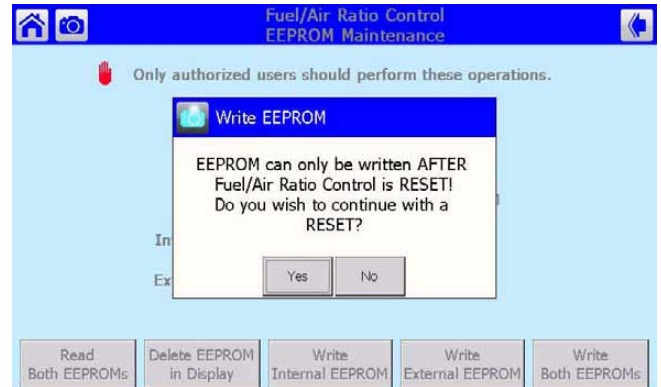 Fuel/Air Ratio Control
EEPROM Maintenance
Only authorized users should perform these operations.
Write EEPROM
EEPROM can only be written AFTER
Fuel/Air Ratio Control is RESET!
Do you wish to continue with a
RESET?
Yes No
Read
Both EEPROMs
Delete EEPROM
in Display
Write
Internal EEPROM
Write
External EEPROM
Write
Both EEPROMs